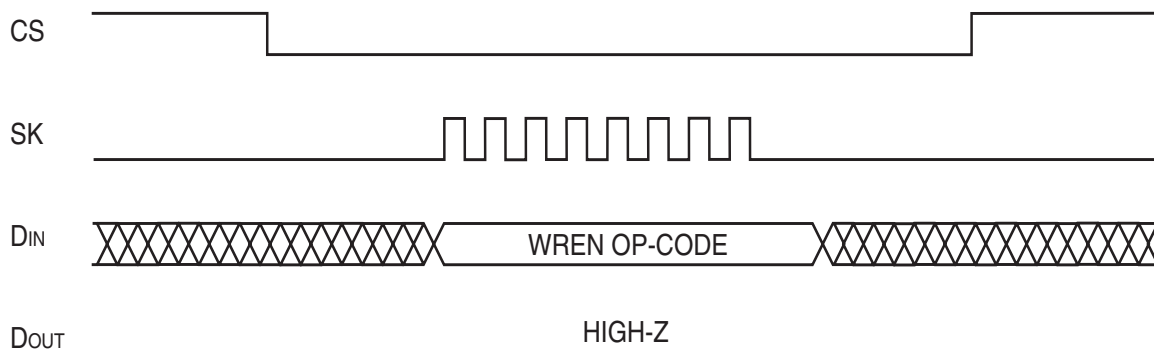 CS
SK
DIN
WREN OP-CODE
DOUT
HIGH-Z